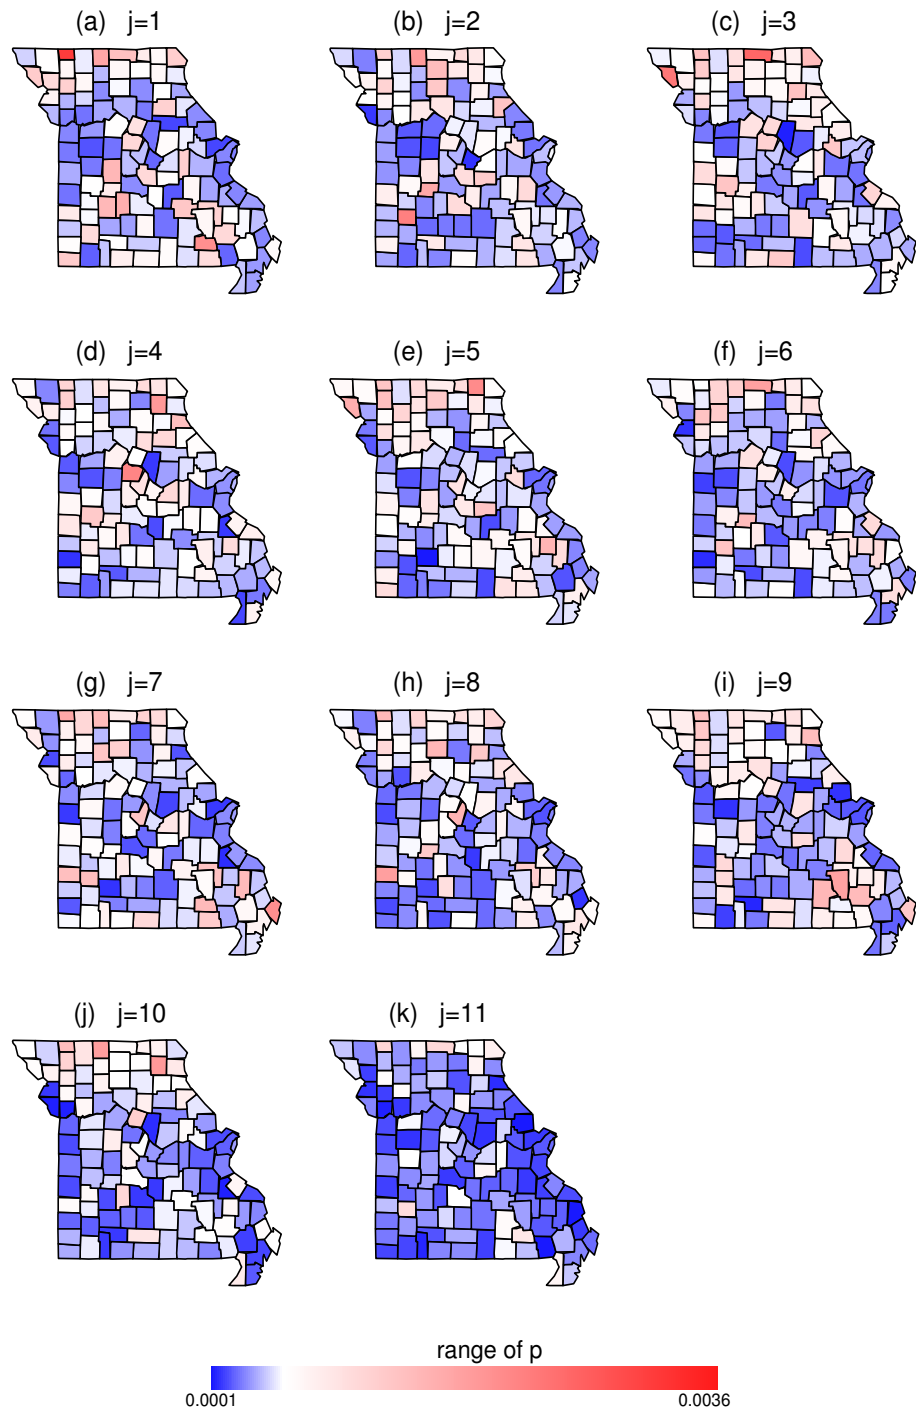 (a) j=1
(b) j=2
(c) j=3
(d) j=4
(e) j=5
(f) j=6
(g) j=7
(h) j=8
(i) j=9
(j) j=10
(k) j=11
range of p
0.0001 0.0036